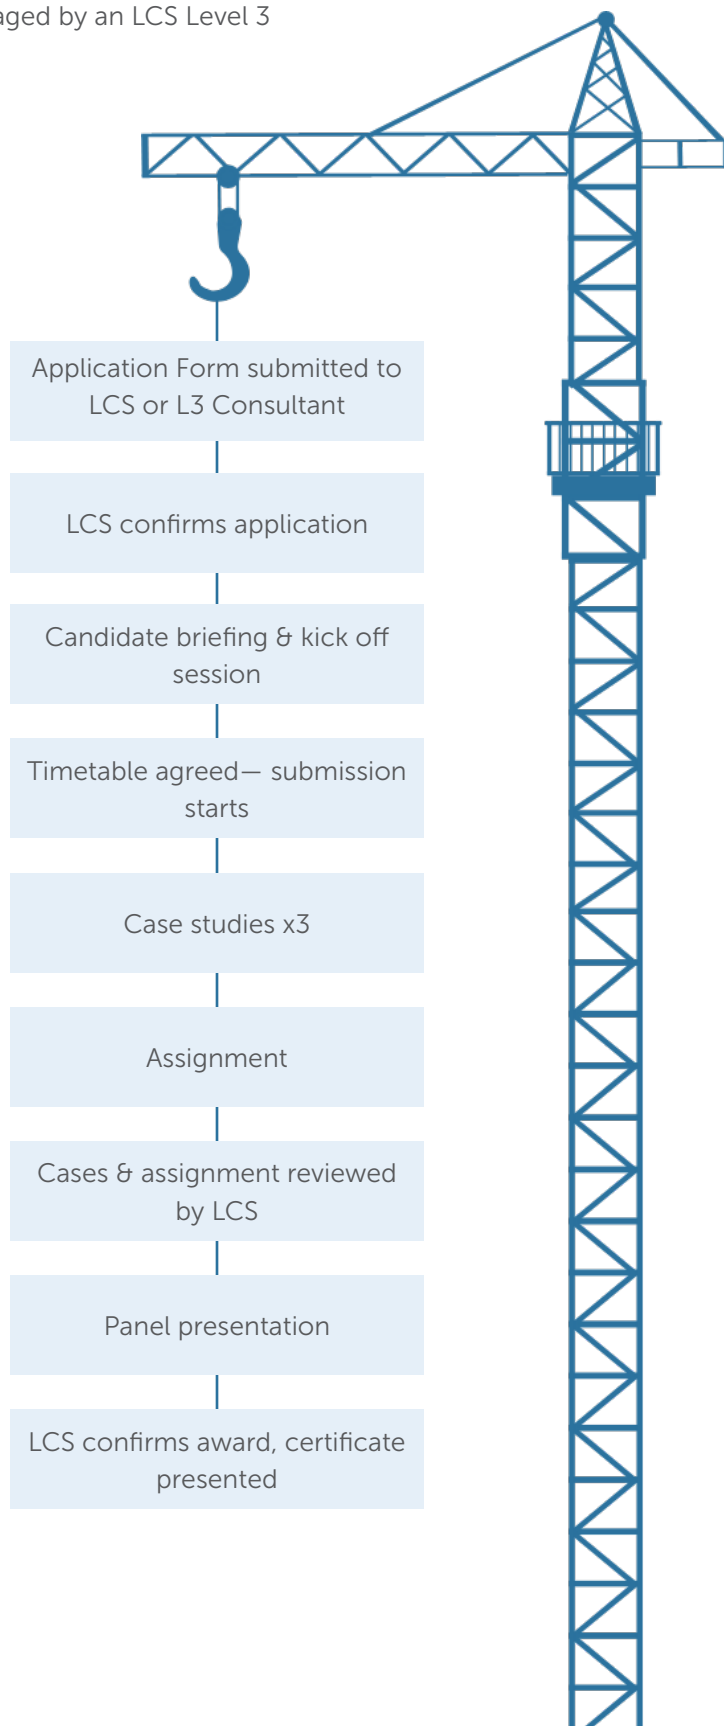 aged by an LCS Level 3
Application Form submitted to
LCS or L3 Consultant
LCS confirms application
Candidate briefing & kick off
session
Timetable agreed— submission
starts
Case studies x3
Assignment
Cases & assignment reviewed
by LCS
Panel presentation
LCS confirms award, certificate
presented